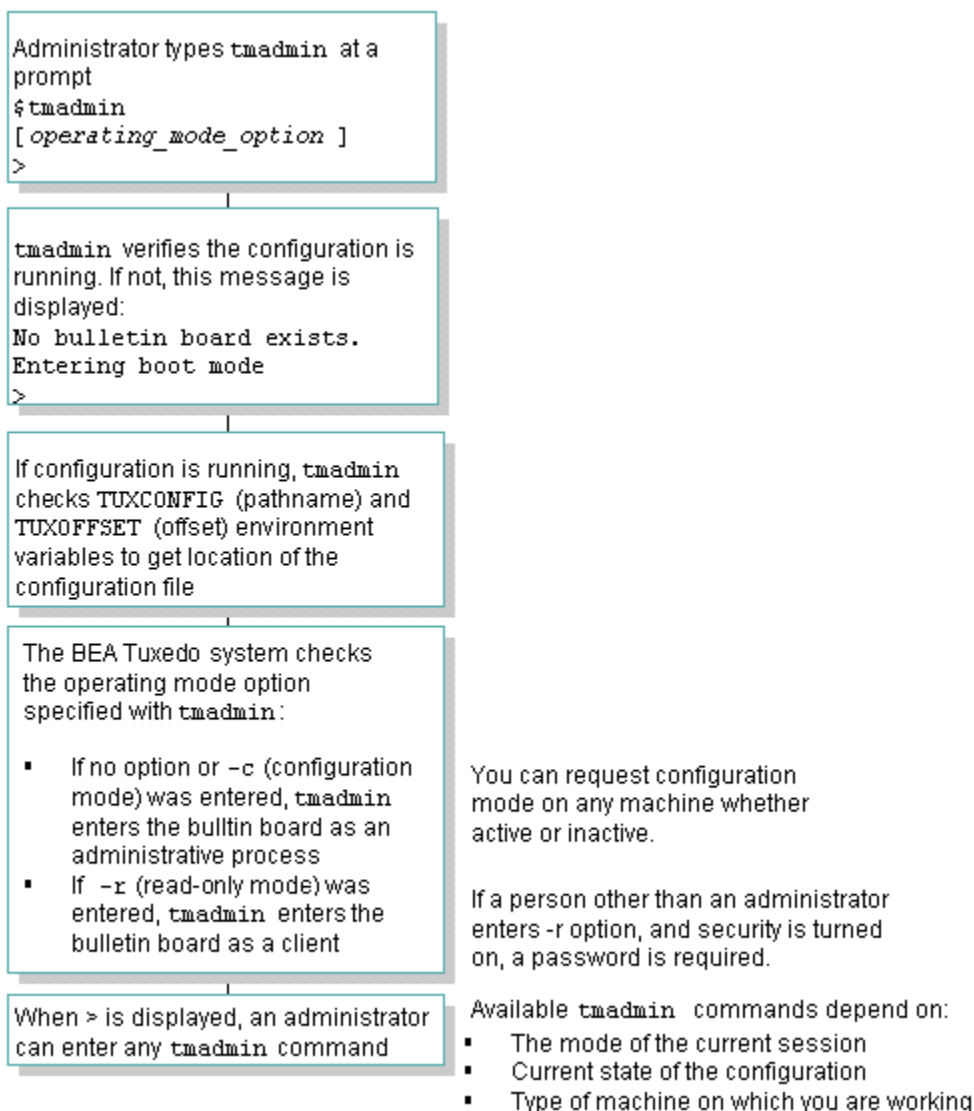 Administrator types tmadmin at a
prompt
$tmadmin
[operating_mode_option ]
>
tmadmin verifies the configuration is
running. If not, this message is
displayed:
No bulletin board exists.
Entering boot mode
>
If configuration is running, tmadmin
checks TUXCONFIG (pathname) and
TUXOFFSET (offset) environment
variables to get location of the
configuration file
The BEA Tuxedo system checks
the operating mode option
specified with tmadmin:
▪ If no option or -c (configuration
mode) was entered, tmadmin
enters the bulltin board as an
administrative process
▪ If -r (read-only mode) was
entered, tmadmin enters the
bulletin board as a client
You can request configuration
mode on any machine whether
active or inactive.
If a person other than an administrator
enters -r option, and security is turned
on, a password is required.
When > is displayed, an administrator
can enter any tmadmin command
Available tmadmin commands depend on:
▪ The mode of the current session
▪ Current state of the configuration
▪ Type of machine on which you are working